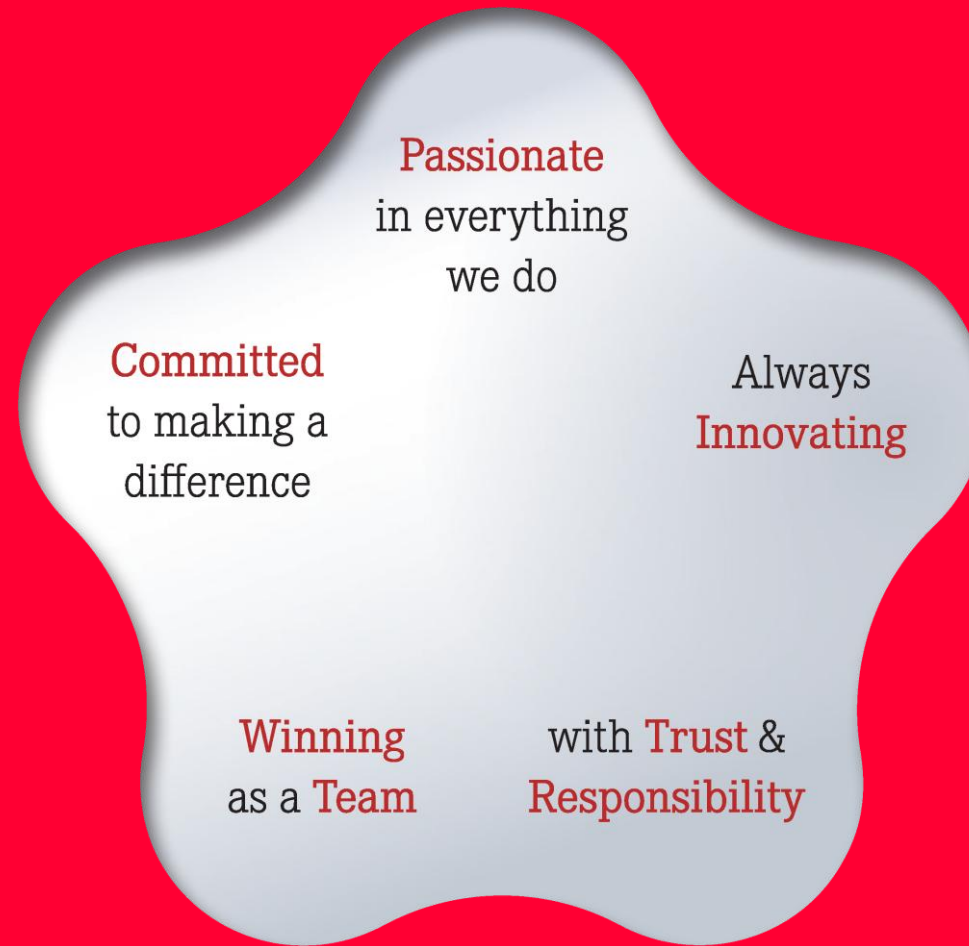 Passionate
in everything
we do
Committed
to making a
difference
Always
Innovating
Winning
as a Team
with Trust &
Responsibility